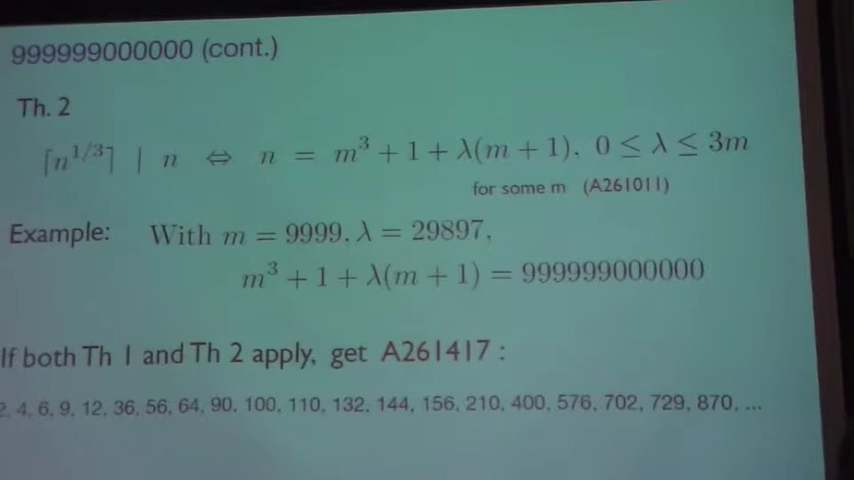 999999000000 (cont.)
Th. 2
⌈n^{1/3}⌉ | n ⇔ n = m³ + 1 + λ(m + 1), 0 ≤ λ ≤ 3m
for some m (A261011)
Example: With m = 9999, λ = 29897,
m³ + 1 + λ(m + 1) = 999999000000
If both Th 1 and Th 2 apply, get A261417 :
2, 4, 6, 9, 12, 36, 56, 64, 90, 100, 110, 132, 144, 156, 210, 400, 576, 702, 729, 870, ...